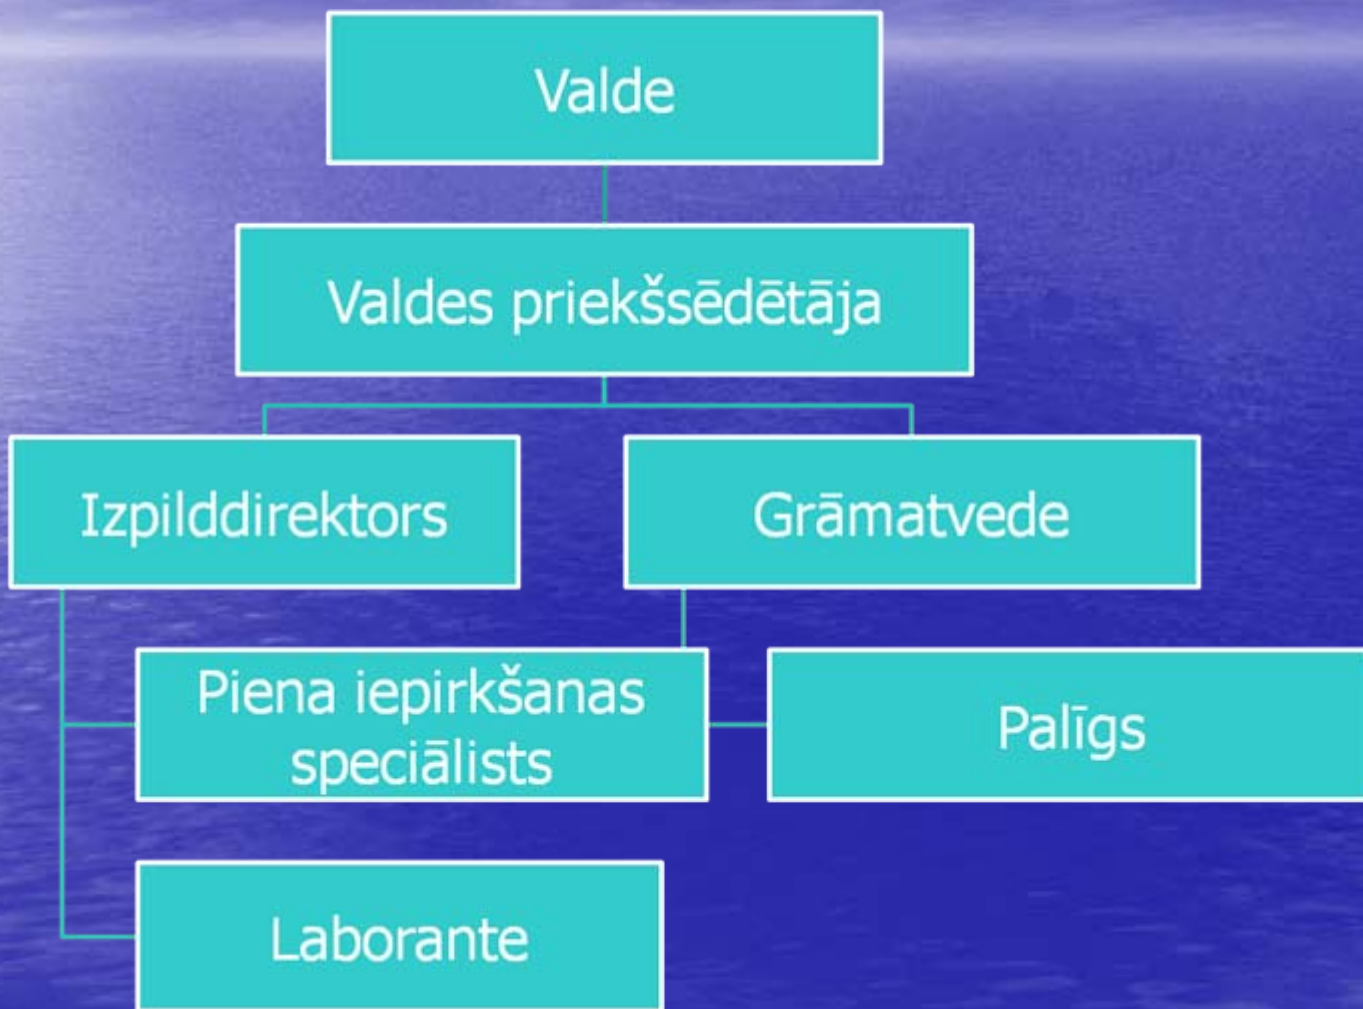 Valde
Valdes priekšsēdētāja
Izpilddirektors
Grāmatvede
Piena iepirkšanas
speciālists
Palīgs
Laborante